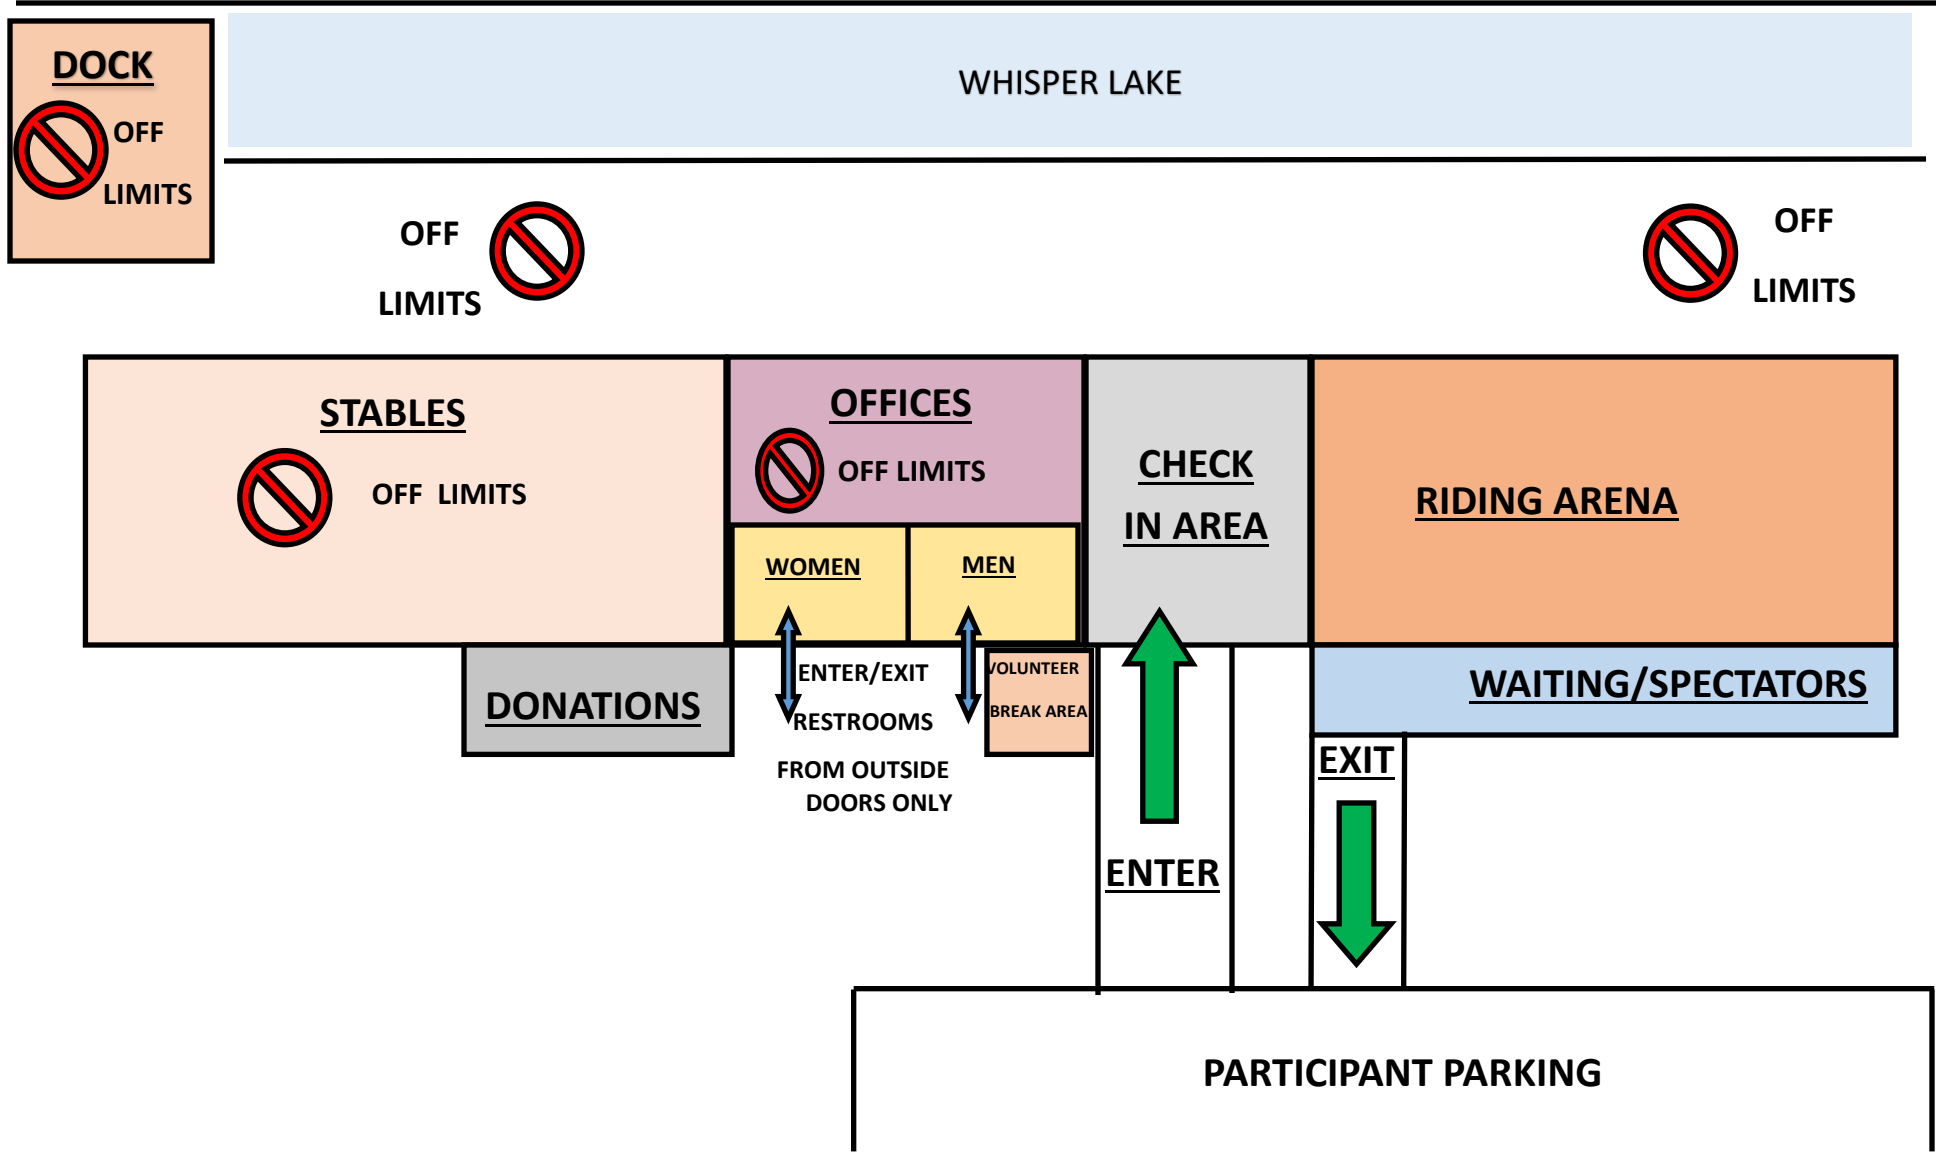 DOCK
OFF
LIMITS
WHISPER LAKE
OFF
LIMITS
OFF
LIMITS
STABLES
OFF LIMITS
OFFICES
OFF LIMITS
WOMEN
MEN
CHECK
IN AREA
RIDING ARENA
DONATIONS
ENTER/EXIT
RESTROOMS
FROM OUTSIDE
DOORS ONLY
VOLUNTEER
BREAK AREA
WAITING/SPECTATORS
ENTER
EXIT
PARTICIPANT PARKING